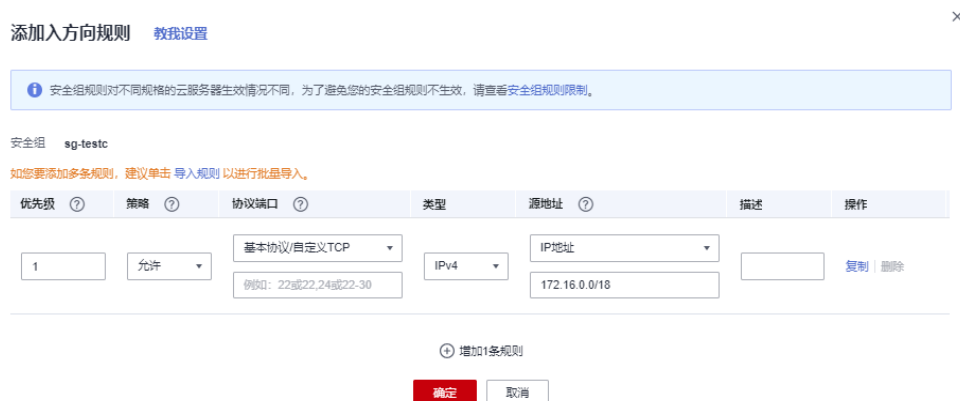 添加入方向规则 教我设置
安全组规则对不同规格的云服务器生效情况不同，为了避免您的安全组规则不生效，请查看安全组规则限制。
安全组 sg-testc
如您要添加多条规则，建议单击 导入规则 以进行批量导入。
优先级 ? 策略 ? 协议端口 ? 类型 源地址 ? 描述 操作
基本协议/自定义TCP IP地址
1 允许 IPv4 复制 删除
例如：22或22,24或22-30 172.16.0.0/18
增加1条规则
确定 取消